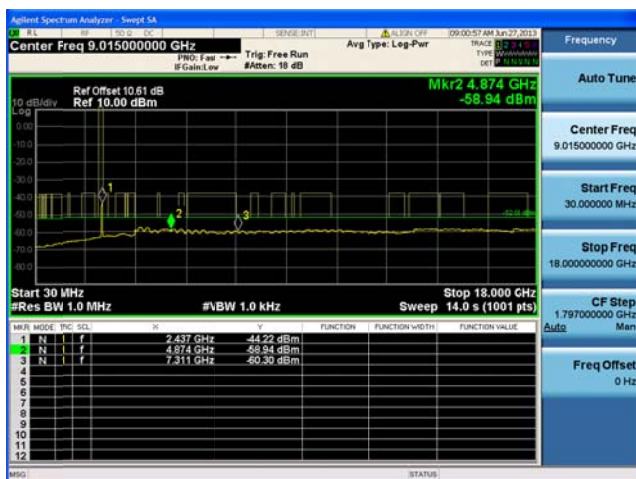 Agilent Spectrum Analyzer - Swept SA
RL RF 50 Ω DC SENSE:INT ALIGN OFF 09:00:57 AM Jun 27, 2013
Center Freq 9.015000000 GHz
PNO: Fast
IFGain:Low
Trig: Free Run
#Atten: 18 dB
Avg Type: Log-Pwr
TRACE 1 2 3 4 5 6
TYPE
DET P N N N N N
Mkr2 4.874 GHz
-58.94 dBm
Ref Offset 10.61 dB
10 dB/div Ref 10.00 dBm
Log
0.00
-10.0
-20.0
-30.0
-40.0
-50.0
-60.0
-70.0
-80.0
1
2
3
Start 30 MHz Stop 18.000 GHz
#Res BW 1.0 MHz #VBW 1.0 kHz Sweep 14.0 s (1001 pts)
MKR MODE TRC SCL X Y FUNCTION FUNCTION WIDTH FUNCTION VALUE
1 N 1 f 2.437 GHz -44.22 dBm
2 N 1 f 4.874 GHz -58.94 dBm
3 N 1 f 7.311 GHz -60.30 dBm
4
5
6
7
8
9
10
11
12
MSG STATUS
Frequency
Auto Tune
Center Freq
9.015000000 GHz
Start Freq
30.000000 MHz
Stop Freq
18.000000000 GHz
CF Step
1.797000000 GHz
Auto Man
Freq Offset
0 Hz